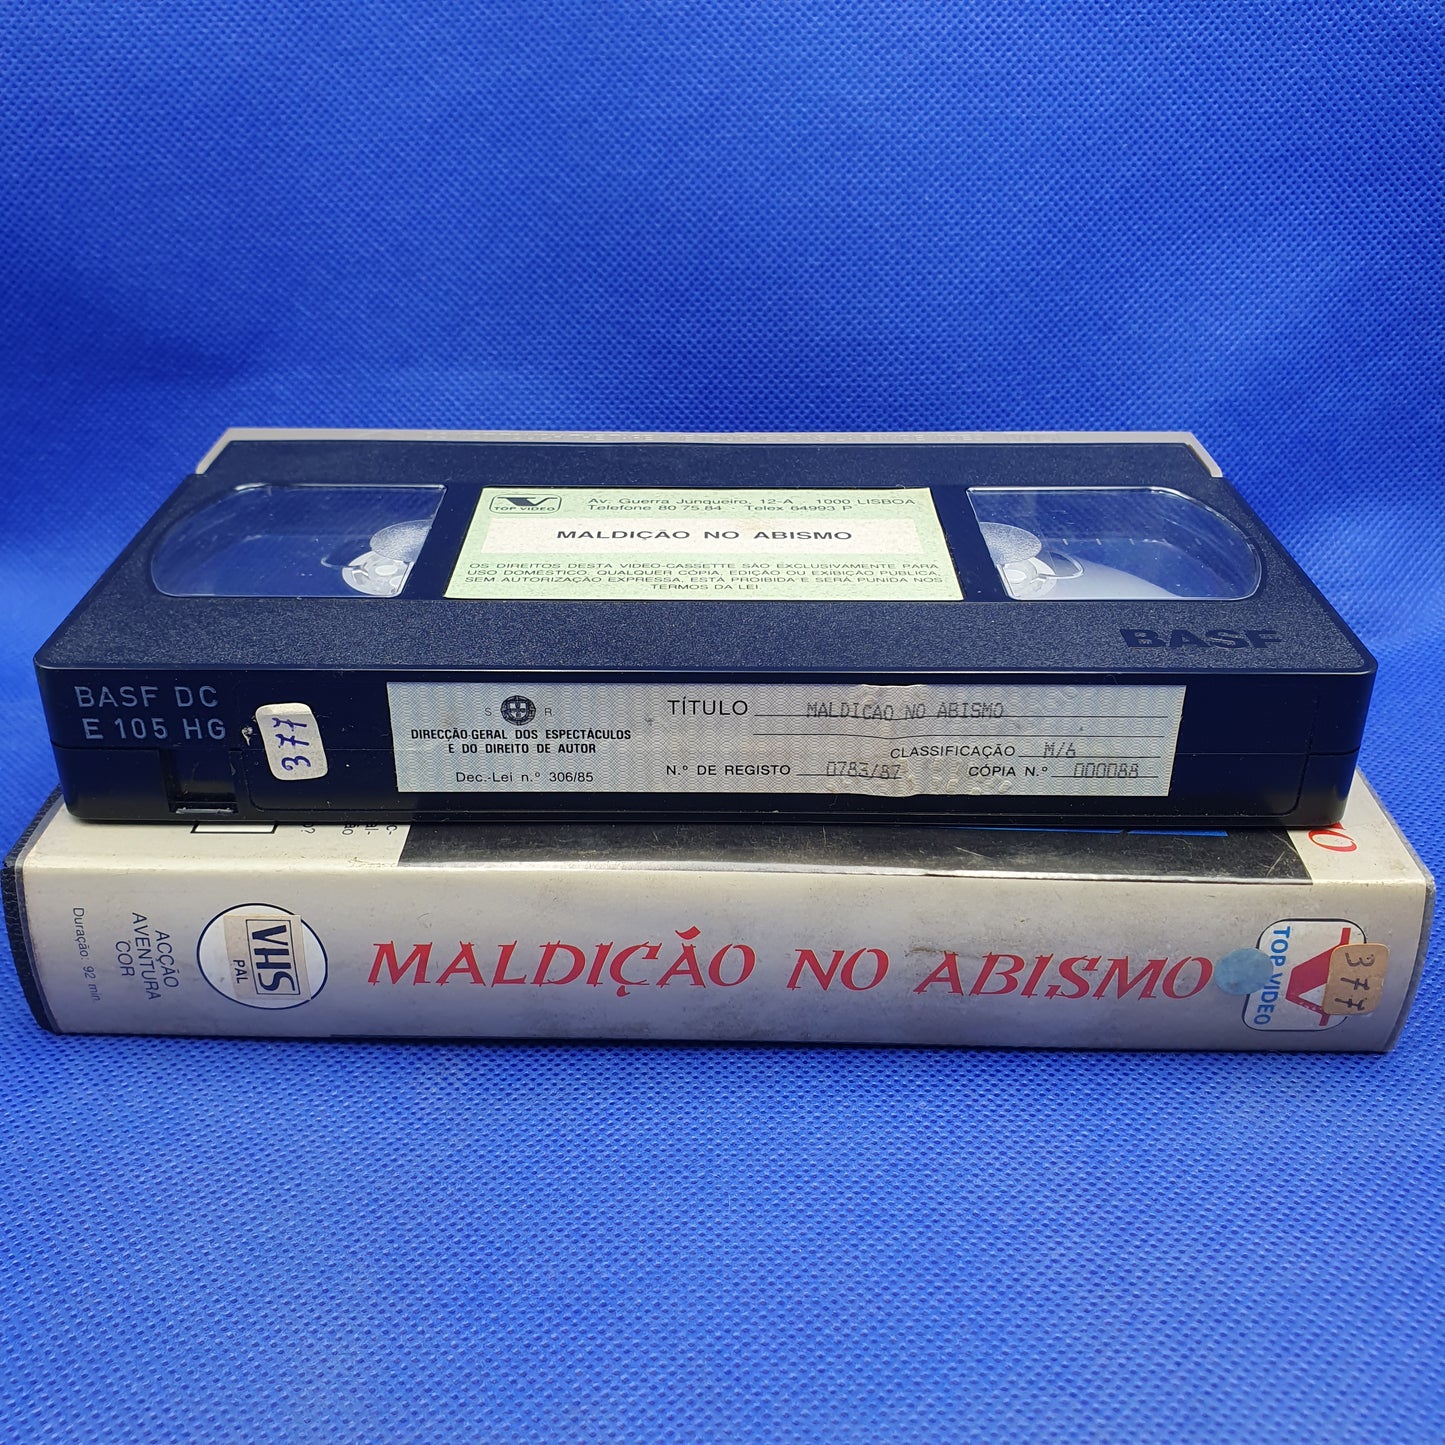 TOP VIDEO
Av. Guerra Junqueiro, 12-A - 1000 LISBOA
Telefone 80 75 84 Telex 64993 P
MALDIÇÃO NO ABISMO
OS DIREITOS DESTA VIDEO-CASSETTE SÃO EXCLUSIVAMENTE PARA
USO DOMÉSTICO. QUALQUER CÓPIA, EDIÇÃO OU EXIBIÇÃO PUBLICA,
SEM AUTORIZAÇÃO EXPRESSA, ESTÁ PROIBIDA E SERÁ PUNIDA NOS
TERMOS DA LEI.
BASF
BASF DC
E 105 HG
377
S R
DIRECÇÃO-GERAL DOS ESPECTÁCULOS
E DO DIREITO DE AUTOR
Dec.-Lei n.º 306/85
TÍTULO MALDICAO NO ABISMO
CLASSIFICAÇÃO M/6
N.º DE REGISTO 0783/87 CÓPIA N.º 000088
ACÇÃO
AVENTURA
COR
Duração: 92 min.
VHS
PAL
MALDIÇÃO NO ABISMO
TOP VIDEO
377